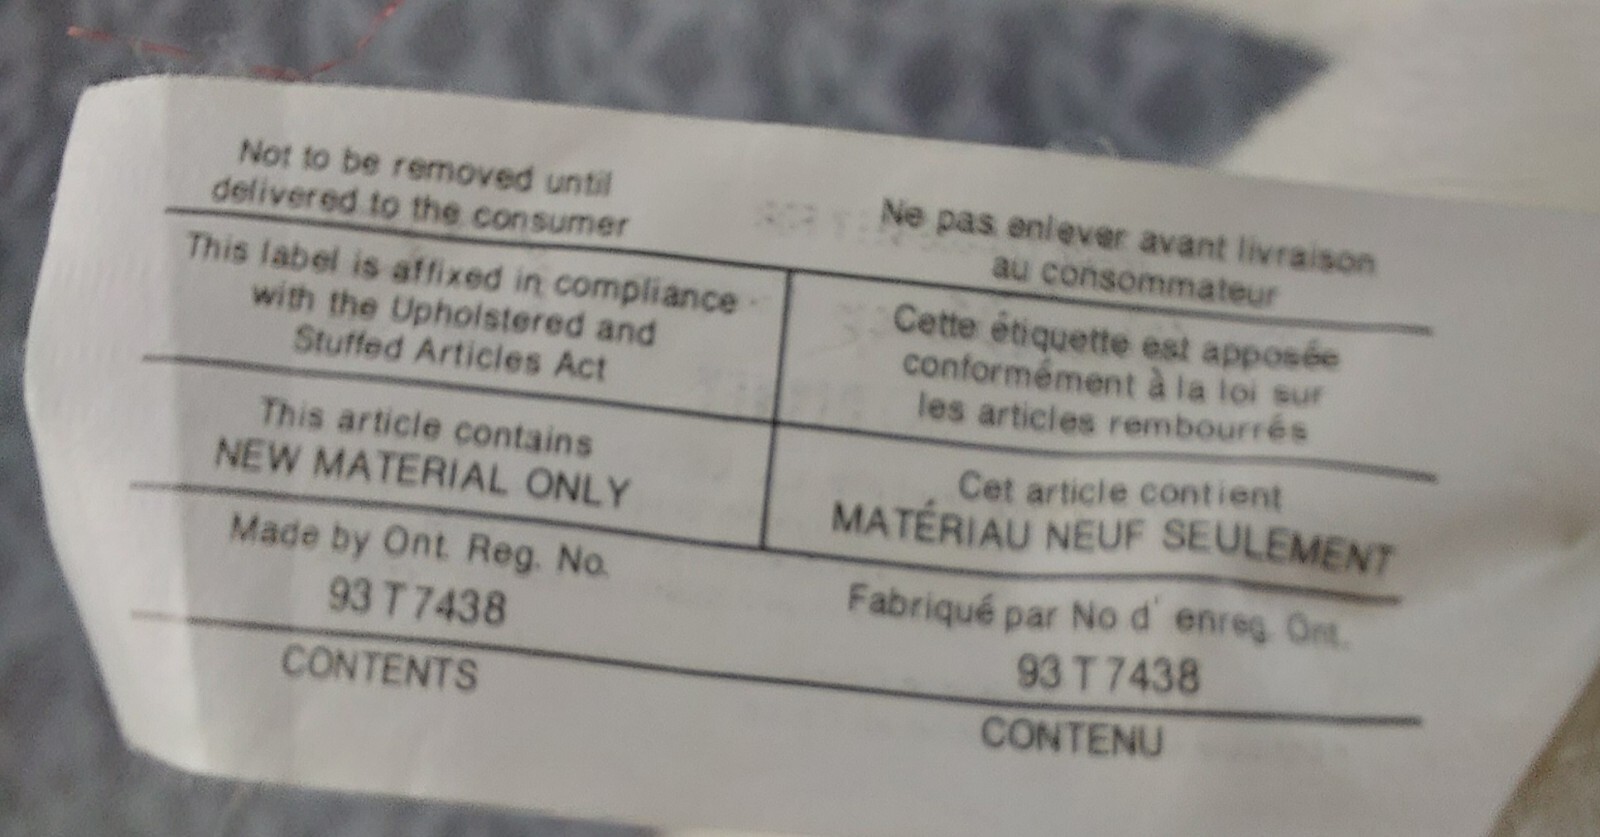 Not to be removed until
delivered to the consumer
This label is affixed in compliance
with the Upholstered and
Stuffed Articles Act
This article contains
NEW MATERIAL ONLY
Made by Ont. Reg. No.
93 T 7438
CONTENTS
Ne pas enlever avant livraison
au consommateur
Cette étiquette est apposée
conformément à la loi sur
les articles rembourrés
Cet article contient
MATÉRIAU NEUF SEULEMENT
Fabriqué par No d' enreg. Ont.
93 T 7438
CONTENU